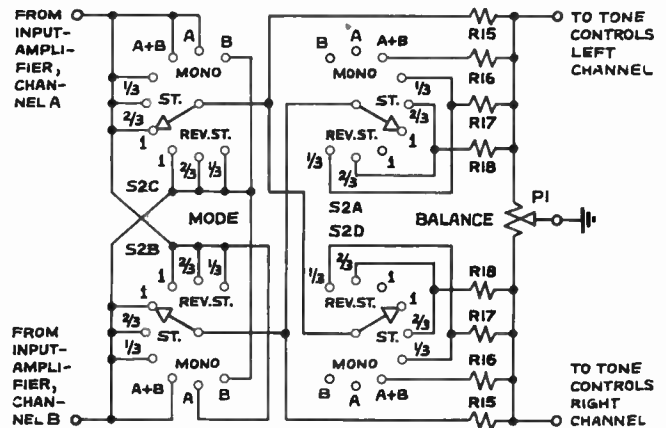 FROM
INPUT-
AMPLI-
FIER,
CHAN-
NEL A
A+B
A
B
MONO
1/3
ST.
2/3
1
REV.ST.
1
2/3
1/3
S2C
MODE
S2B
2/3
1/3
1
1
REV.ST.
2/3
ST.
1/3
MONO
A+B
A
B
FROM
INPUT-
AMPLI-
FIER,
CHAN-
NEL B
B
A
A+B
MONO
1/3
ST.
2/3
1
REV.ST.
1/3
2/3
1
S2A
S2D
1/3
2/3
1
REV.ST.
1
ST.
2/3
1/3
MONO
B
A
A+B
R15
R16
R17
R18
BALANCE
P1
R18
R17
R16
R15
TO TONE
CONTROLS
LEFT
CHANNEL
TO TONE
CONTROLS
RIGHT
CHANNEL